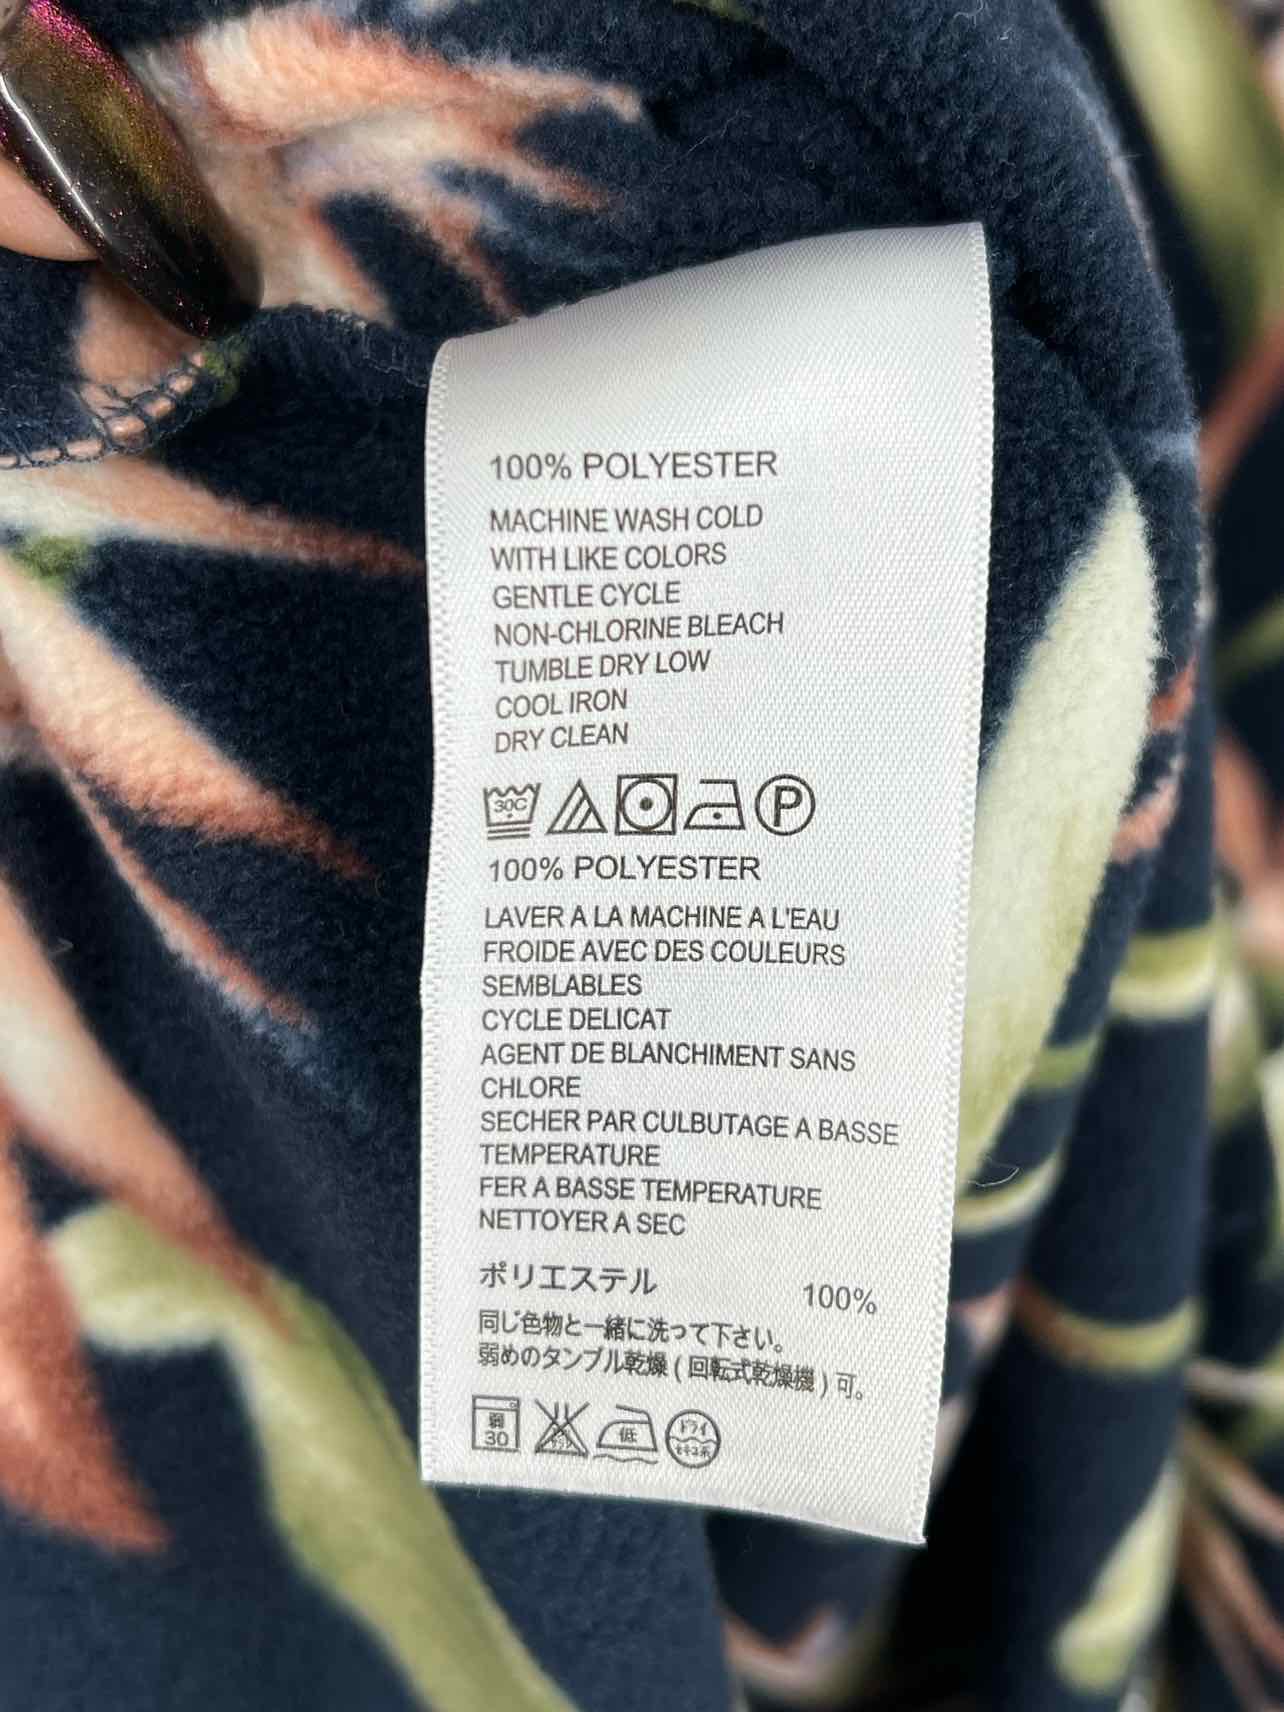 100% POLYESTER
MACHINE WASH COLD
WITH LIKE COLORS
GENTLE CYCLE
NON-CHLORINE BLEACH
TUMBLE DRY LOW
COOL IRON
DRY CLEAN
30C P
100% POLYESTER
LAVER A LA MACHINE A L'EAU
FROIDE AVEC DES COULEURS
SEMBLABLES
CYCLE DELICAT
AGENT DE BLANCHIMENT SANS
CHLORE
SECHER PAR CULBUTAGE A BASSE
TEMPERATURE
FER A BASSE TEMPERATURE
NETTOYER A SEC
ポリエステル 100%
同じ色物と一緒に洗って下さい。
弱めのタンブル乾燥 ( 回転式乾燥機 ) 可。
弱 低 ドライ
30 セキユ系